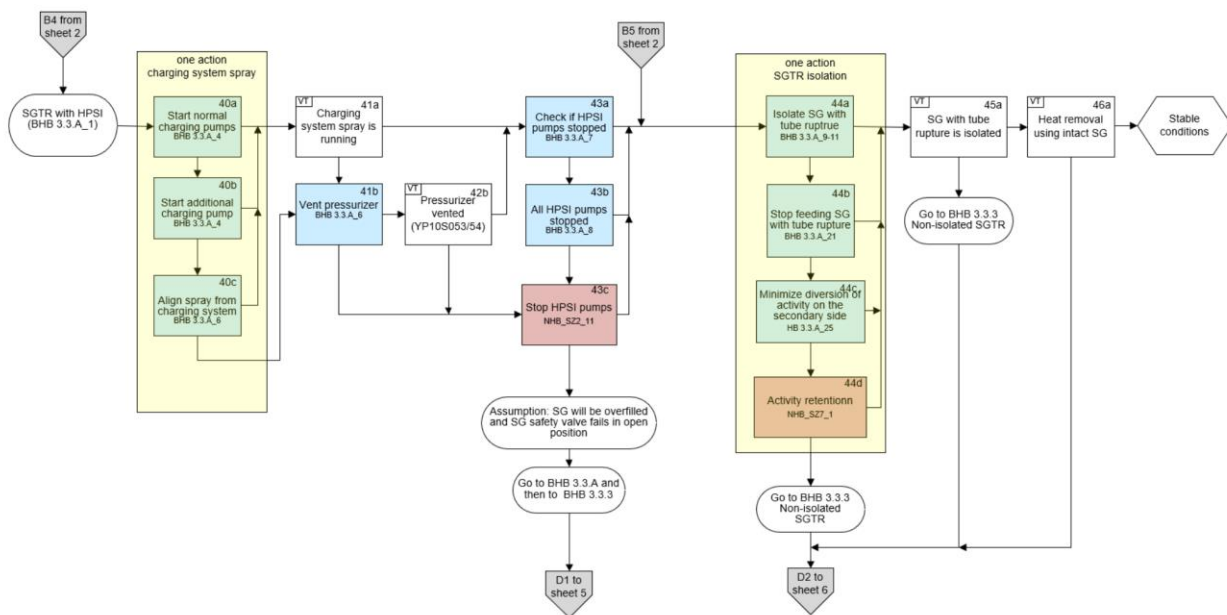 B4 from
sheet 2
SGTR with HPSI
(BHB 3.3.A_1)
one action
charging system spray
40a
Start normal
charging pumps
BHB 3.3.A_4
40b
Start additional
charging pump
BHB 3.3.A_4
40c
Align spray from
charging system
BHB 3.3.A_6
VT
41a
Charging
system spray is
running
41b
Vent pressurizer
BHB 3.3.A_6
VT
42b
Pressurizer
vented
(YP10S053/54)
43a
Check if HPSI
pumps stopped
BHB 3.3.A_7
43b
All HPSI pumps
stopped
BHB 3.3.A_8
43c
Stop HPSI pumps
NHB_SZ2_11
Assumption: SG will be overfilled
and SG safety valve fails in open
position
Go to BHB 3.3.A and
then to BHB 3.3.3
D1 to
sheet 5
B5 from
sheet 2
one action
SGTR isolation
44a
Isolate SG with
tube ruptrue
BHB 3.3.A_9-11
44b
Stop feeding SG
with tube rupture
BHB 3.3.A_21
44c
Minimize diversion of
activity on the
secondary side
HB 3.3.A_25
44d
Activity retentionn
NHB_SZ7_1
Go to BHB 3.3.3
Non-isolated
SGTR
D2 to
sheet 6
VT
45a
SG with tube
rupture is isolated
Go to BHB 3.3.3
Non-isolated SGTR
VT
46a
Heat removal
using intact SG
Stable
conditions